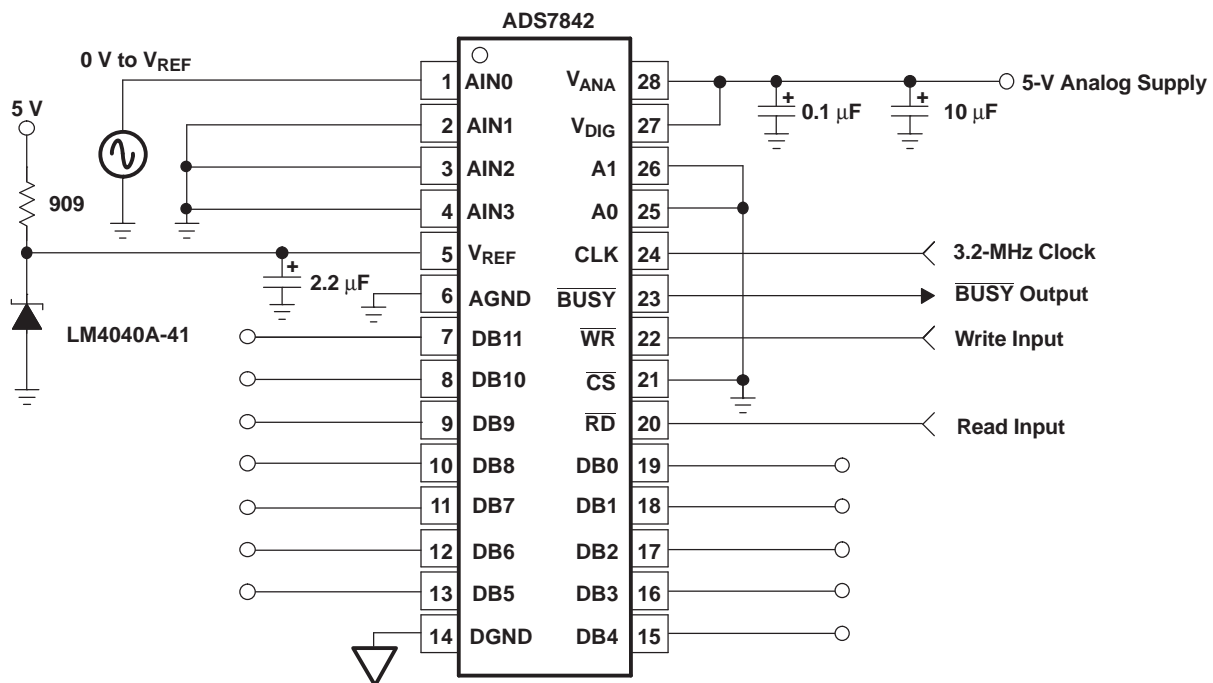 ADS7842
0 V to VREF
5 V
909
LM4040A-41
2.2 μF
1 AIN0
2 AIN1
3 AIN2
4 AIN3
5 VREF
6 AGND
7 DB11
8 DB10
9 DB9
10 DB8
11 DB7
12 DB6
13 DB5
14 DGND
VANA 28
VDIG 27
A1 26
A0 25
CLK 24
BUSY 23
WR 22
CS 21
RD 20
DB0 19
DB1 18
DB2 17
DB3 16
DB4 15
+
0.1 μF
+
10 μF
+
5-V Analog Supply
3.2-MHz Clock
BUSY Output
Write Input
Read Input